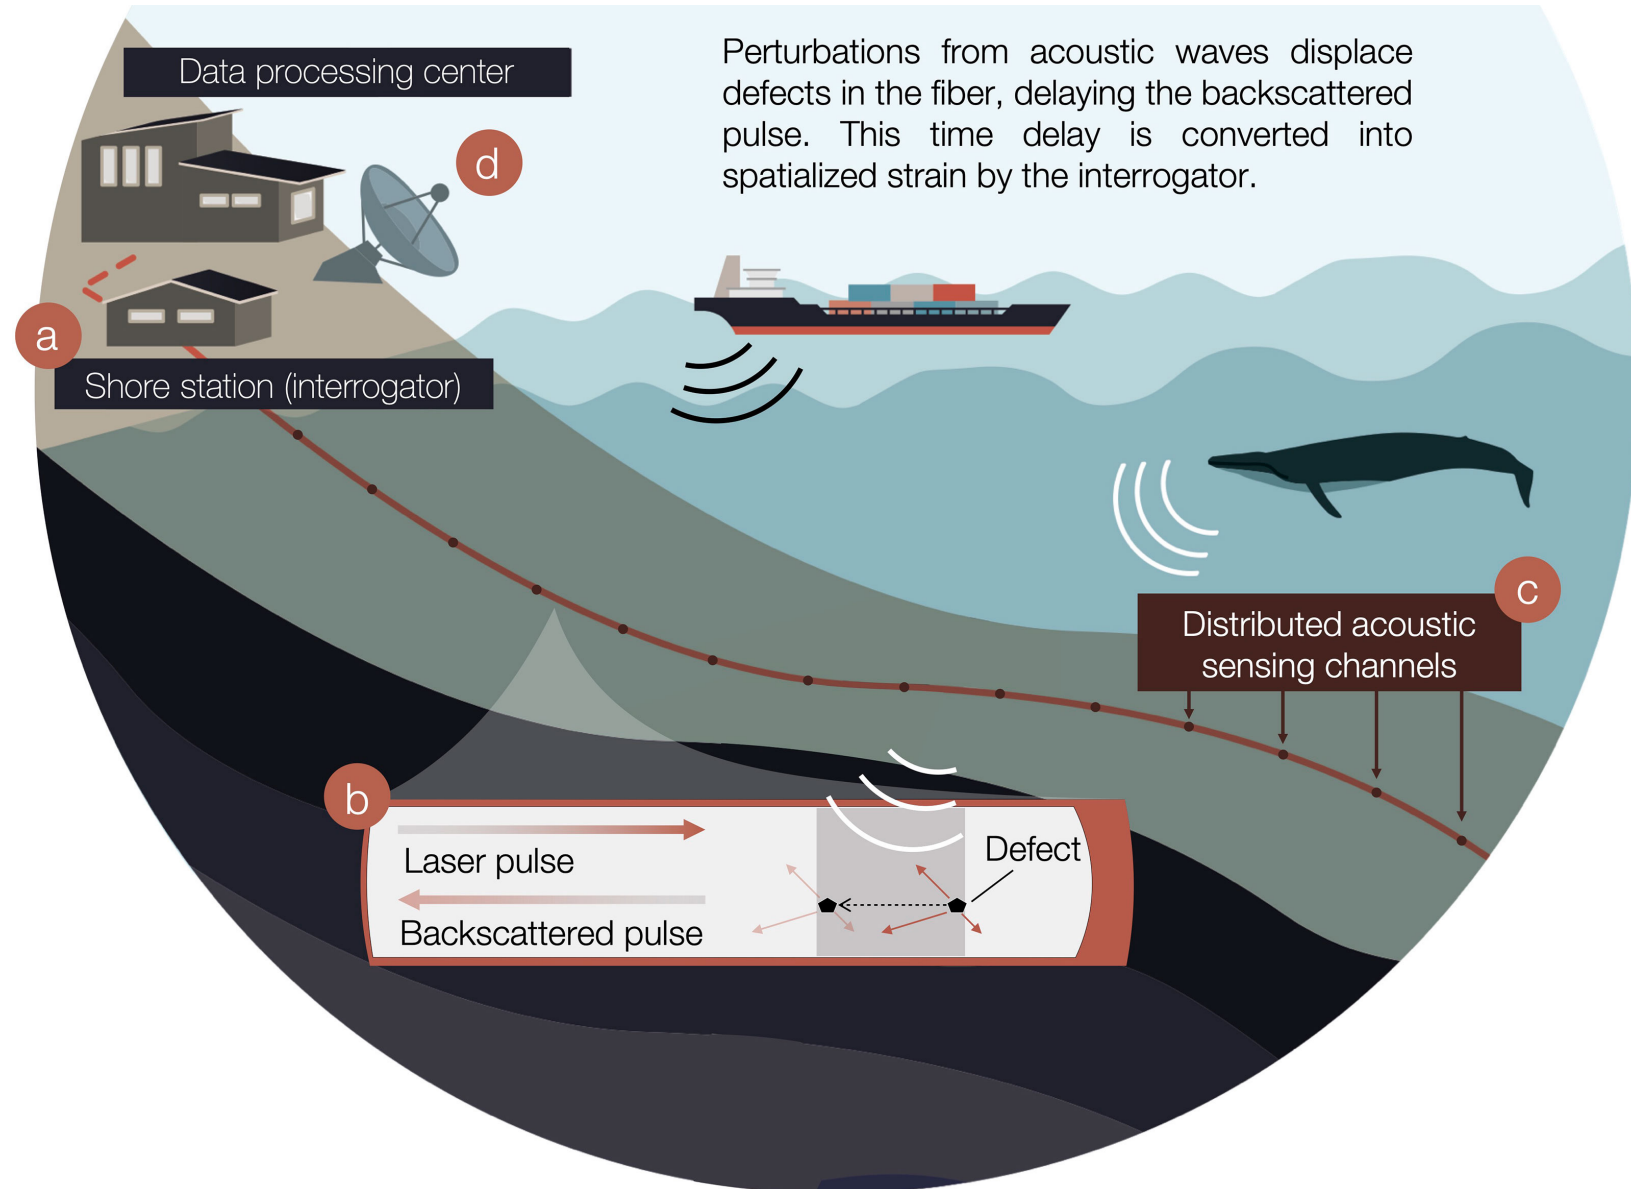 Data processing center
d
Perturbations from acoustic waves displace
defects in the fiber, delaying the backscattered
pulse. This time delay is converted into
spatialized strain by the interrogator.
a
Shore station (interrogator)
c
Distributed acoustic
sensing channels
b
Laser pulse
Backscattered pulse
Defect